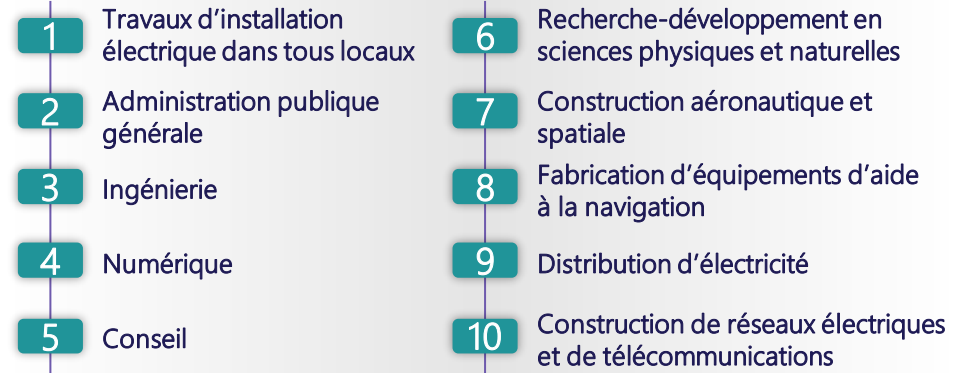 1
Travaux d’installation
électrique dans tous locaux
2
Administration publique
générale
3
Ingénierie
4
Numérique
5
Conseil
6
Recherche-développement en
sciences physiques et naturelles
7
Construction aéronautique et
spatiale
8
Fabrication d’équipements d’aide
à la navigation
9
Distribution d’électricité
10
Construction de réseaux électriques
et de télécommunications